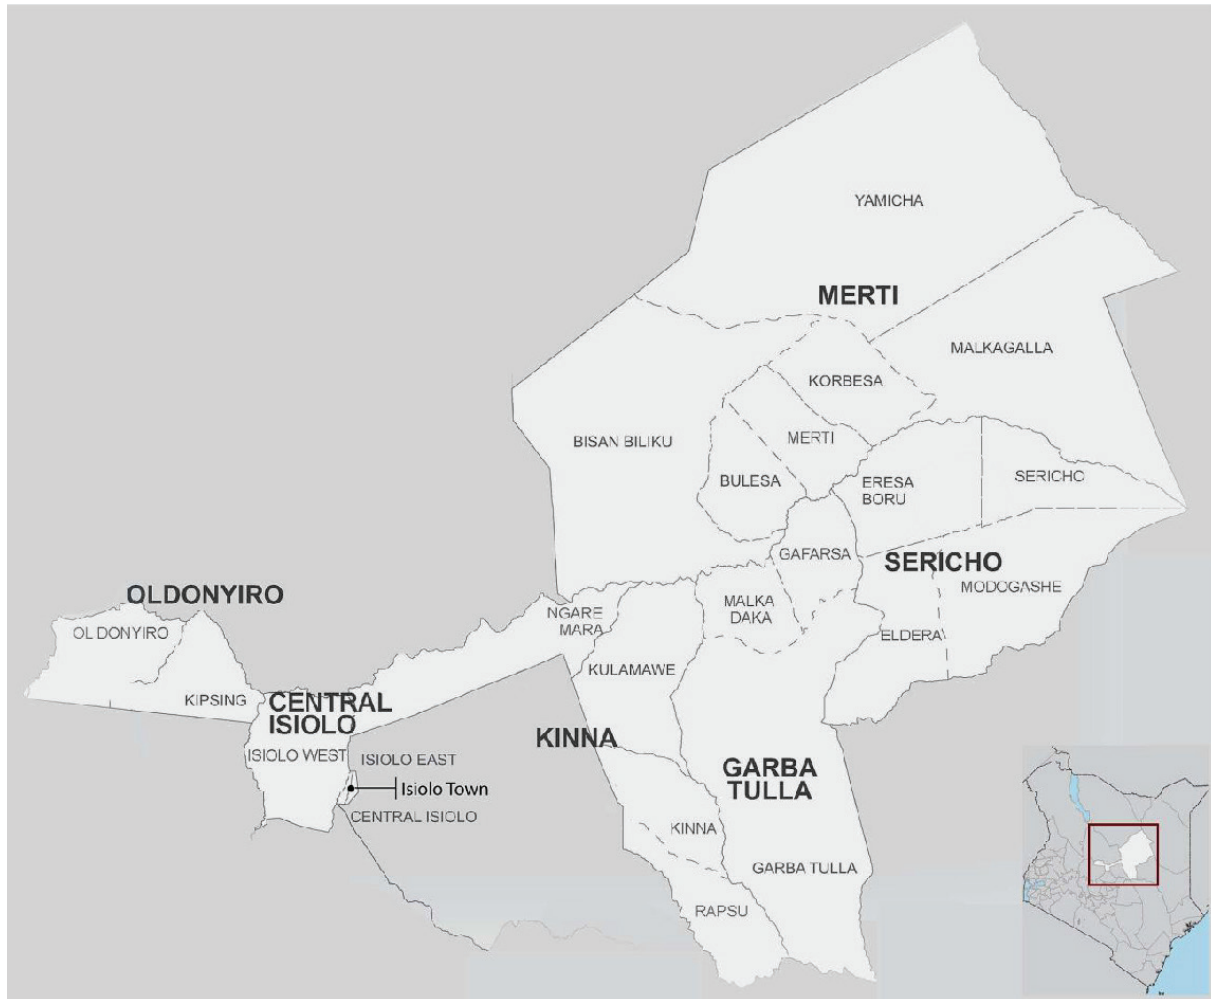 YAMICHA
MERTI
MALKAGALLA
KORBESA
MERTI
BISAN BILIKU
BULESA
ERESA
BORU
SERICHO
GAFARSA
SERICHO
MODOGASHE
OLDONYIRO
OL DONYIRO
NGARE
MARA
MALKA
DAKA
ELDERA
KULAMAWE
KIPSING
CENTRAL
ISIOLO
KINNA
ISIOLO WEST
ISIOLO EAST
GARBA
TULLA
Isiolo Town
CENTRAL ISIOLO
KINNA
GARBA TULLA
RAPSU